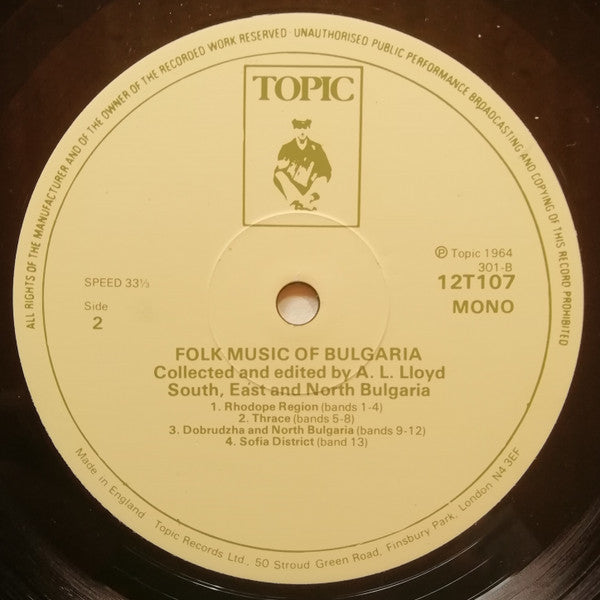 ALL RIGHTS OF THE MANUFACTURER AND OF THE OWNER OF THE RECORDED WORK RESERVED · UNAUTHORISED PUBLIC PERFORMANCE BROADCASTING AND COPYING OF THIS RECORD PROHIBITED
TOPIC
℗ Topic 1964
301-B
SPEED 33⅓
12T107
Side
2
MONO
FOLK MUSIC OF BULGARIA
Collected and edited by A. L. Lloyd
South, East and North Bulgaria
1. Rhodope Region (bands 1-4)
2. Thrace (bands 5-8)
3. Dobrudzha and North Bulgaria (bands 9-12)
4. Sofia District (band 13)
Made in England Topic Records Ltd., 50 Stroud Green Road, Finsbury Park, London N4 3EF